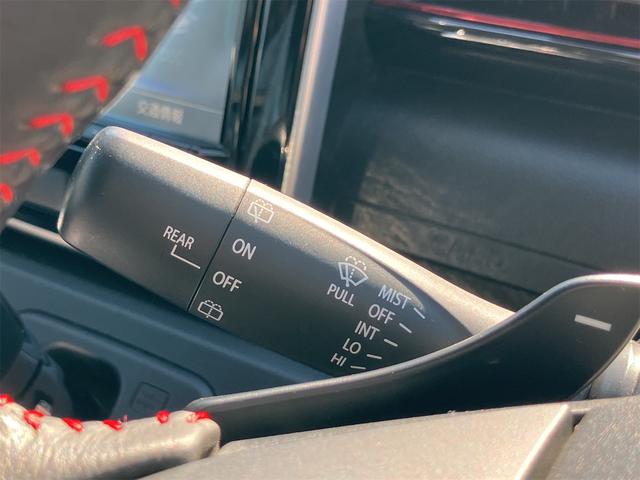 交通情報
REAR
ON
OFF
PULL
MIST
OFF
INT
LO
HI